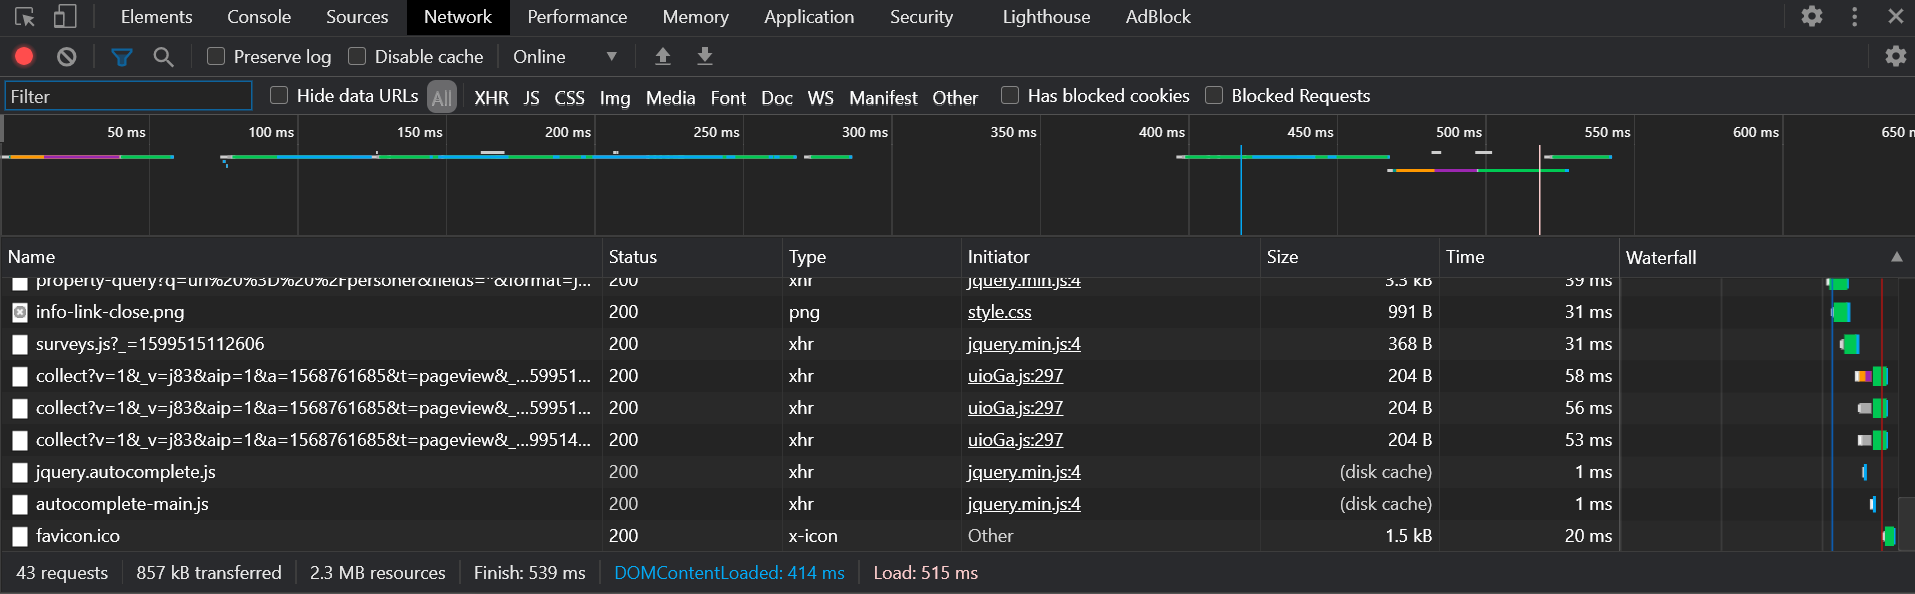 Elements Console Sources Network Performance Memory Application Security Lighthouse AdBlock
Preserve log Disable cache Online
Filter Hide data URLs All XHR JS CSS Img Media Font Doc WS Manifest Other Has blocked cookies Blocked Requests
50 ms 100 ms 150 ms 200 ms 250 ms 300 ms 350 ms 400 ms 450 ms 500 ms 550 ms 600 ms 650 m
Name Status Type Initiator Size Time Waterfall
property-query?q=url%20%3D%20%2Fpersoner&fields=*&format=j... 200 xhr jquery.min.js:4 3.3 kB 39 ms
info-link-close.png 200 png style.css 991 B 31 ms
surveys.js?_=1599515112606 200 xhr jquery.min.js:4 368 B 31 ms
collect?v=1&_v=j83&aip=1&a=1568761685&t=pageview&_...59951... 200 xhr uioGa.js:297 204 B 58 ms
collect?v=1&_v=j83&aip=1&a=1568761685&t=pageview&_...59951... 200 xhr uioGa.js:297 204 B 56 ms
collect?v=1&_v=j83&aip=1&a=1568761685&t=pageview&_...99514... 200 xhr uioGa.js:297 204 B 53 ms
jquery.autocomplete.js 200 xhr jquery.min.js:4 (disk cache) 1 ms
autocomplete-main.js 200 xhr jquery.min.js:4 (disk cache) 1 ms
favicon.ico 200 x-icon Other 1.5 kB 20 ms
43 requests 857 kB transferred 2.3 MB resources Finish: 539 ms DOMContentLoaded: 414 ms Load: 515 ms